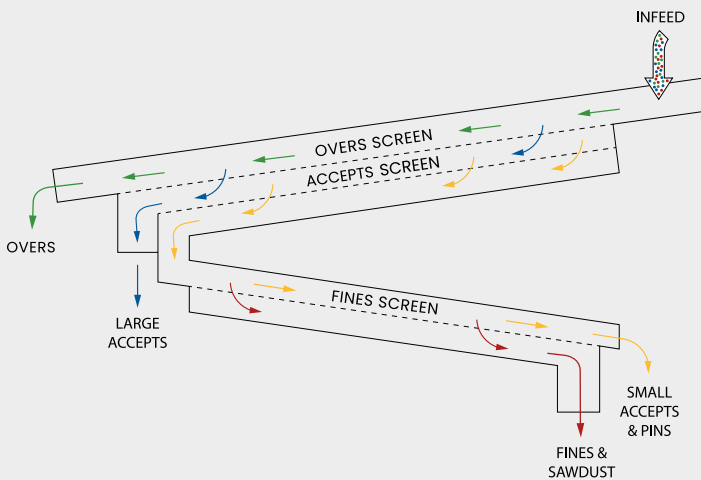 INFEED
OVERS SCREEN
ACCEPTS SCREEN
OVERS
FINES SCREEN
LARGE
ACCEPTS
SMALL
ACCEPTS
& PINS
FINES &
SAWDUST